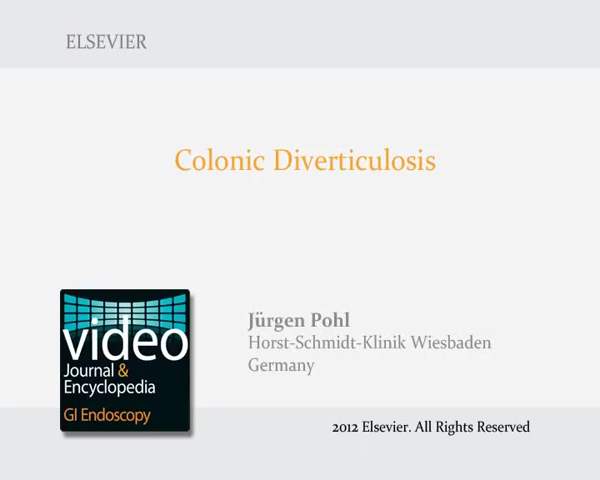 ELSEVIER
Colonic Diverticulosis
video
Journal &
Encyclopedia
GI Endoscopy
Jürgen Pohl
Horst-Schmidt-Klinik Wiesbaden
Germany
2012 Elsevier. All Rights Reserved